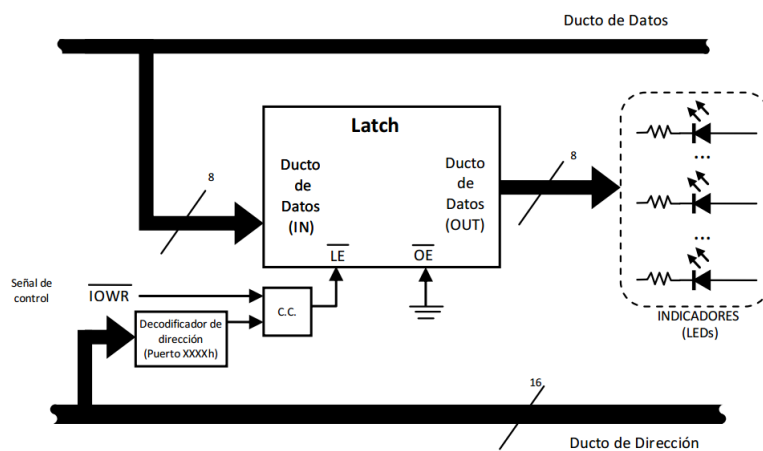 Ducto de Datos
8
Latch
Ducto
de
Datos
(IN)
Ducto
de
Datos
(OUT)
8
...
...
LE
OE
Señal de
control
IOWR
C.C.
Decodificador de
dirección
(Puerto XXXXh)
INDICADORES
(LEDs)
16
Ducto de Dirección